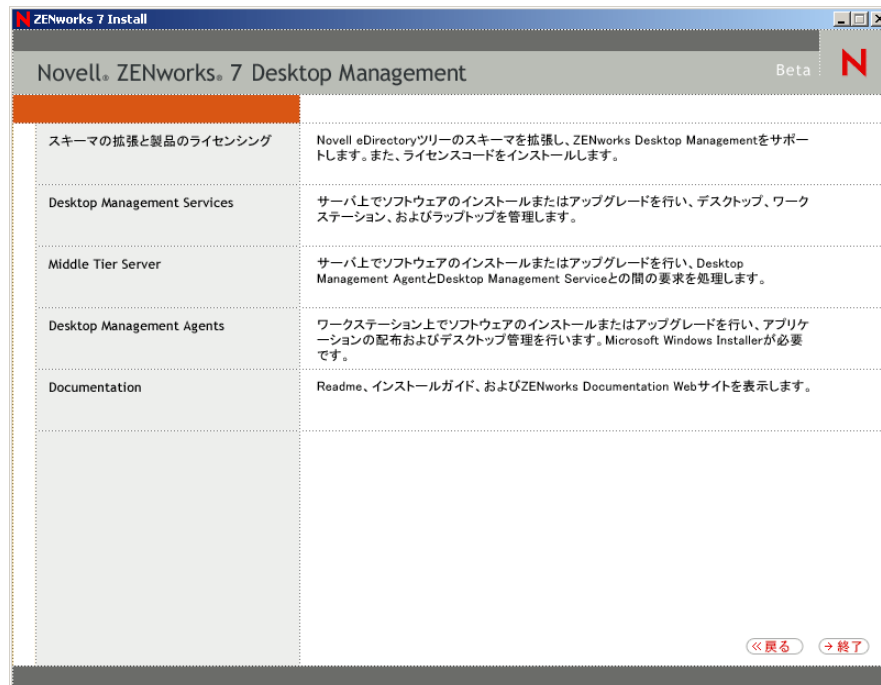 ZENworks 7 Install
Novell® ZENworks® 7 Desktop Management
Beta
N
スキーマの拡張と製品のライセンシング
Novell eDirectoryツリーのスキーマを拡張し、ZENworks Desktop Managementをサポー
トします。また、ライセンスコードをインストールします。
Desktop Management Services
サーバ上でソフトウェアのインストールまたはアップグレードを行い、デスクトップ、ワーク
ステーション、およびラップトップを管理します。
Middle Tier Server
サーバ上でソフトウェアのインストールまたはアップグレードを行い、Desktop
Management AgentとDesktop Management Serviceとの間の要求を処理します。
Desktop Management Agents
ワークステーション上でソフトウェアのインストールまたはアップグレードを行い、アプリケ
ーションの配布およびデスクトップ管理を行います。Microsoft Windows Installerが必要
です。
Documentation
Readme、インストールガイド、およびZENworks Documentation Webサイトを表示します。
戻る
終了